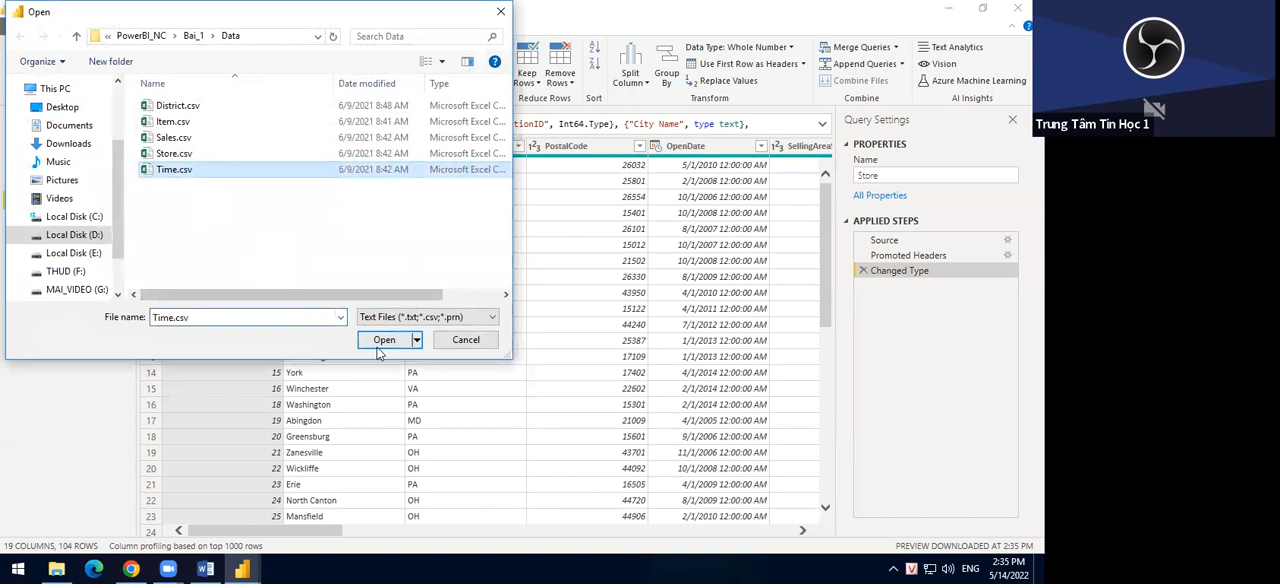 Open
PowerBI_NC > Bai_1 > Data
Search Data
Organize
New folder
This PC
Desktop
Documents
Downloads
Music
Pictures
Videos
Local Disk (C:)
Local Disk (D:)
Local Disk (E:)
THUD (F:)
MAI_VIDEO (G:)
Name Date modified Type
District.csv 6/9/2021 8:48 AM Microsoft Excel C...
Item.csv 6/9/2021 8:41 AM Microsoft Excel C...
Sales.csv 6/9/2021 8:42 AM Microsoft Excel C...
Store.csv 6/9/2021 8:42 AM Microsoft Excel C...
Time.csv 6/9/2021 8:42 AM Microsoft Excel C...
File name: Time.csv Text Files (*.txt;*.csv;*.prn)
Open Cancel
Keep Rows
Remove Rows
Reduce Rows
Sort
Split Column
Group By
Data Type: Whole Number
Use First Row as Headers
Replace Values
Transform
Merge Queries
Append Queries
Combine Files
Combine
Text Analytics
Vision
Azure Machine Learning
AI Insights
tionID", Int64.Type}, {"City Name", type text},
PostalCode OpenDate SellingAreaS
26032 5/1/2010 12:00:00 AM
25801 2/1/2008 12:00:00 AM
26554 10/1/2006 12:00:00 AM
15401 10/1/2008 12:00:00 AM
26101 8/1/2007 12:00:00 AM
15012 10/1/2007 12:00:00 AM
21502 10/1/2008 12:00:00 AM
26330 8/1/2009 12:00:00 AM
43950 4/1/2010 12:00:00 AM
15122 4/1/2011 12:00:00 AM
44240 7/1/2012 12:00:00 AM
25387 1/1/2013 12:00:00 AM
17109 1/1/2013 12:00:00 AM
14 15 York PA 17402 4/1/2014 12:00:00 AM
15 16 Winchester VA 22602 4/1/2014 12:00:00 AM
16 18 Washington PA 15301 2/1/2014 12:00:00 AM
17 19 Abingdon MD 21009 4/1/2005 12:00:00 AM
18 20 Greensburg PA 15601 9/1/2006 12:00:00 AM
19 21 Zanesville OH 43701 11/1/2006 12:00:00 AM
20 22 Wickliffe OH 44092 10/1/2008 12:00:00 AM
21 23 Erie PA 16505 4/1/2009 12:00:00 AM
22 24 North Canton OH 44720 8/1/2009 12:00:00 AM
23 25 Mansfield OH 44906 2/1/2010 12:00:00 AM
24
Query Settings
PROPERTIES
Name
Store
All Properties
APPLIED STEPS
Source
Promoted Headers
Changed Type
19 COLUMNS, 104 ROWS Column profiling based on top 1000 rows
PREVIEW DOWNLOADED AT 2:35 PM
ENG
2:35 PM
5/14/2022
Trung Tâm Tin Học 1